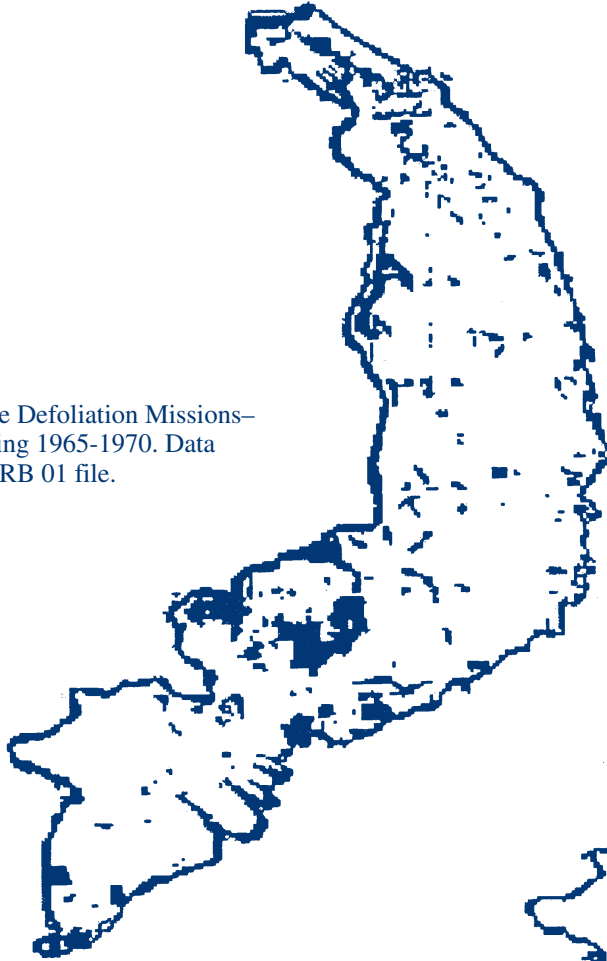 e Defoliation Missions–
ing 1965-1970. Data
RB 01 file.